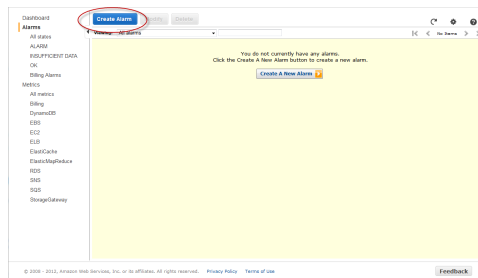 Dashboard
Alarms
All states
ALARM
INSUFFICIENT DATA
OK
Billing Alarms
Metrics
All metrics
Billing
DynamoDB
EBS
EC2
ELB
ElastiCache
ElasticMapReduce
RDS
SNS
SQS
StorageGateway
Create Alarm Modify Delete
Viewing: All alarms
No Items
You do not currently have any alarms.
Click the Create A New Alarm button to create a new alarm.
Create A New Alarm
© 2008 - 2012, Amazon Web Services, Inc. or its affiliates. All rights reserved. Privacy Policy Terms of Use
Feedback